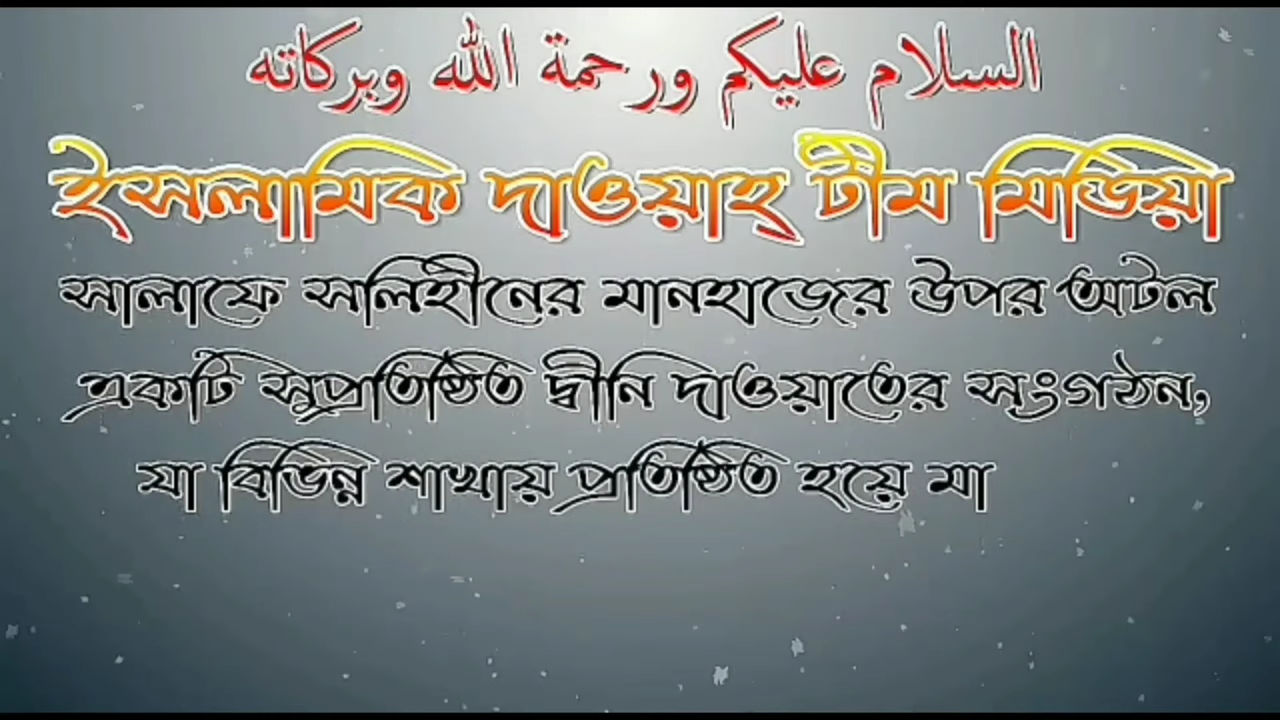 السلام عليكم ورحمة الله وبركاته
ইসলামিক দাওয়াহ্ টীম মিডিয়া
সালাফে সলিহীনের মানহাজের উপর অটল
একটি সুপ্রতিষ্ঠিত দ্বীনি দাওয়াতের সংগঠন,
যা বিভিন্ন শাখায় প্রতিষ্ঠিত হয়ে মা